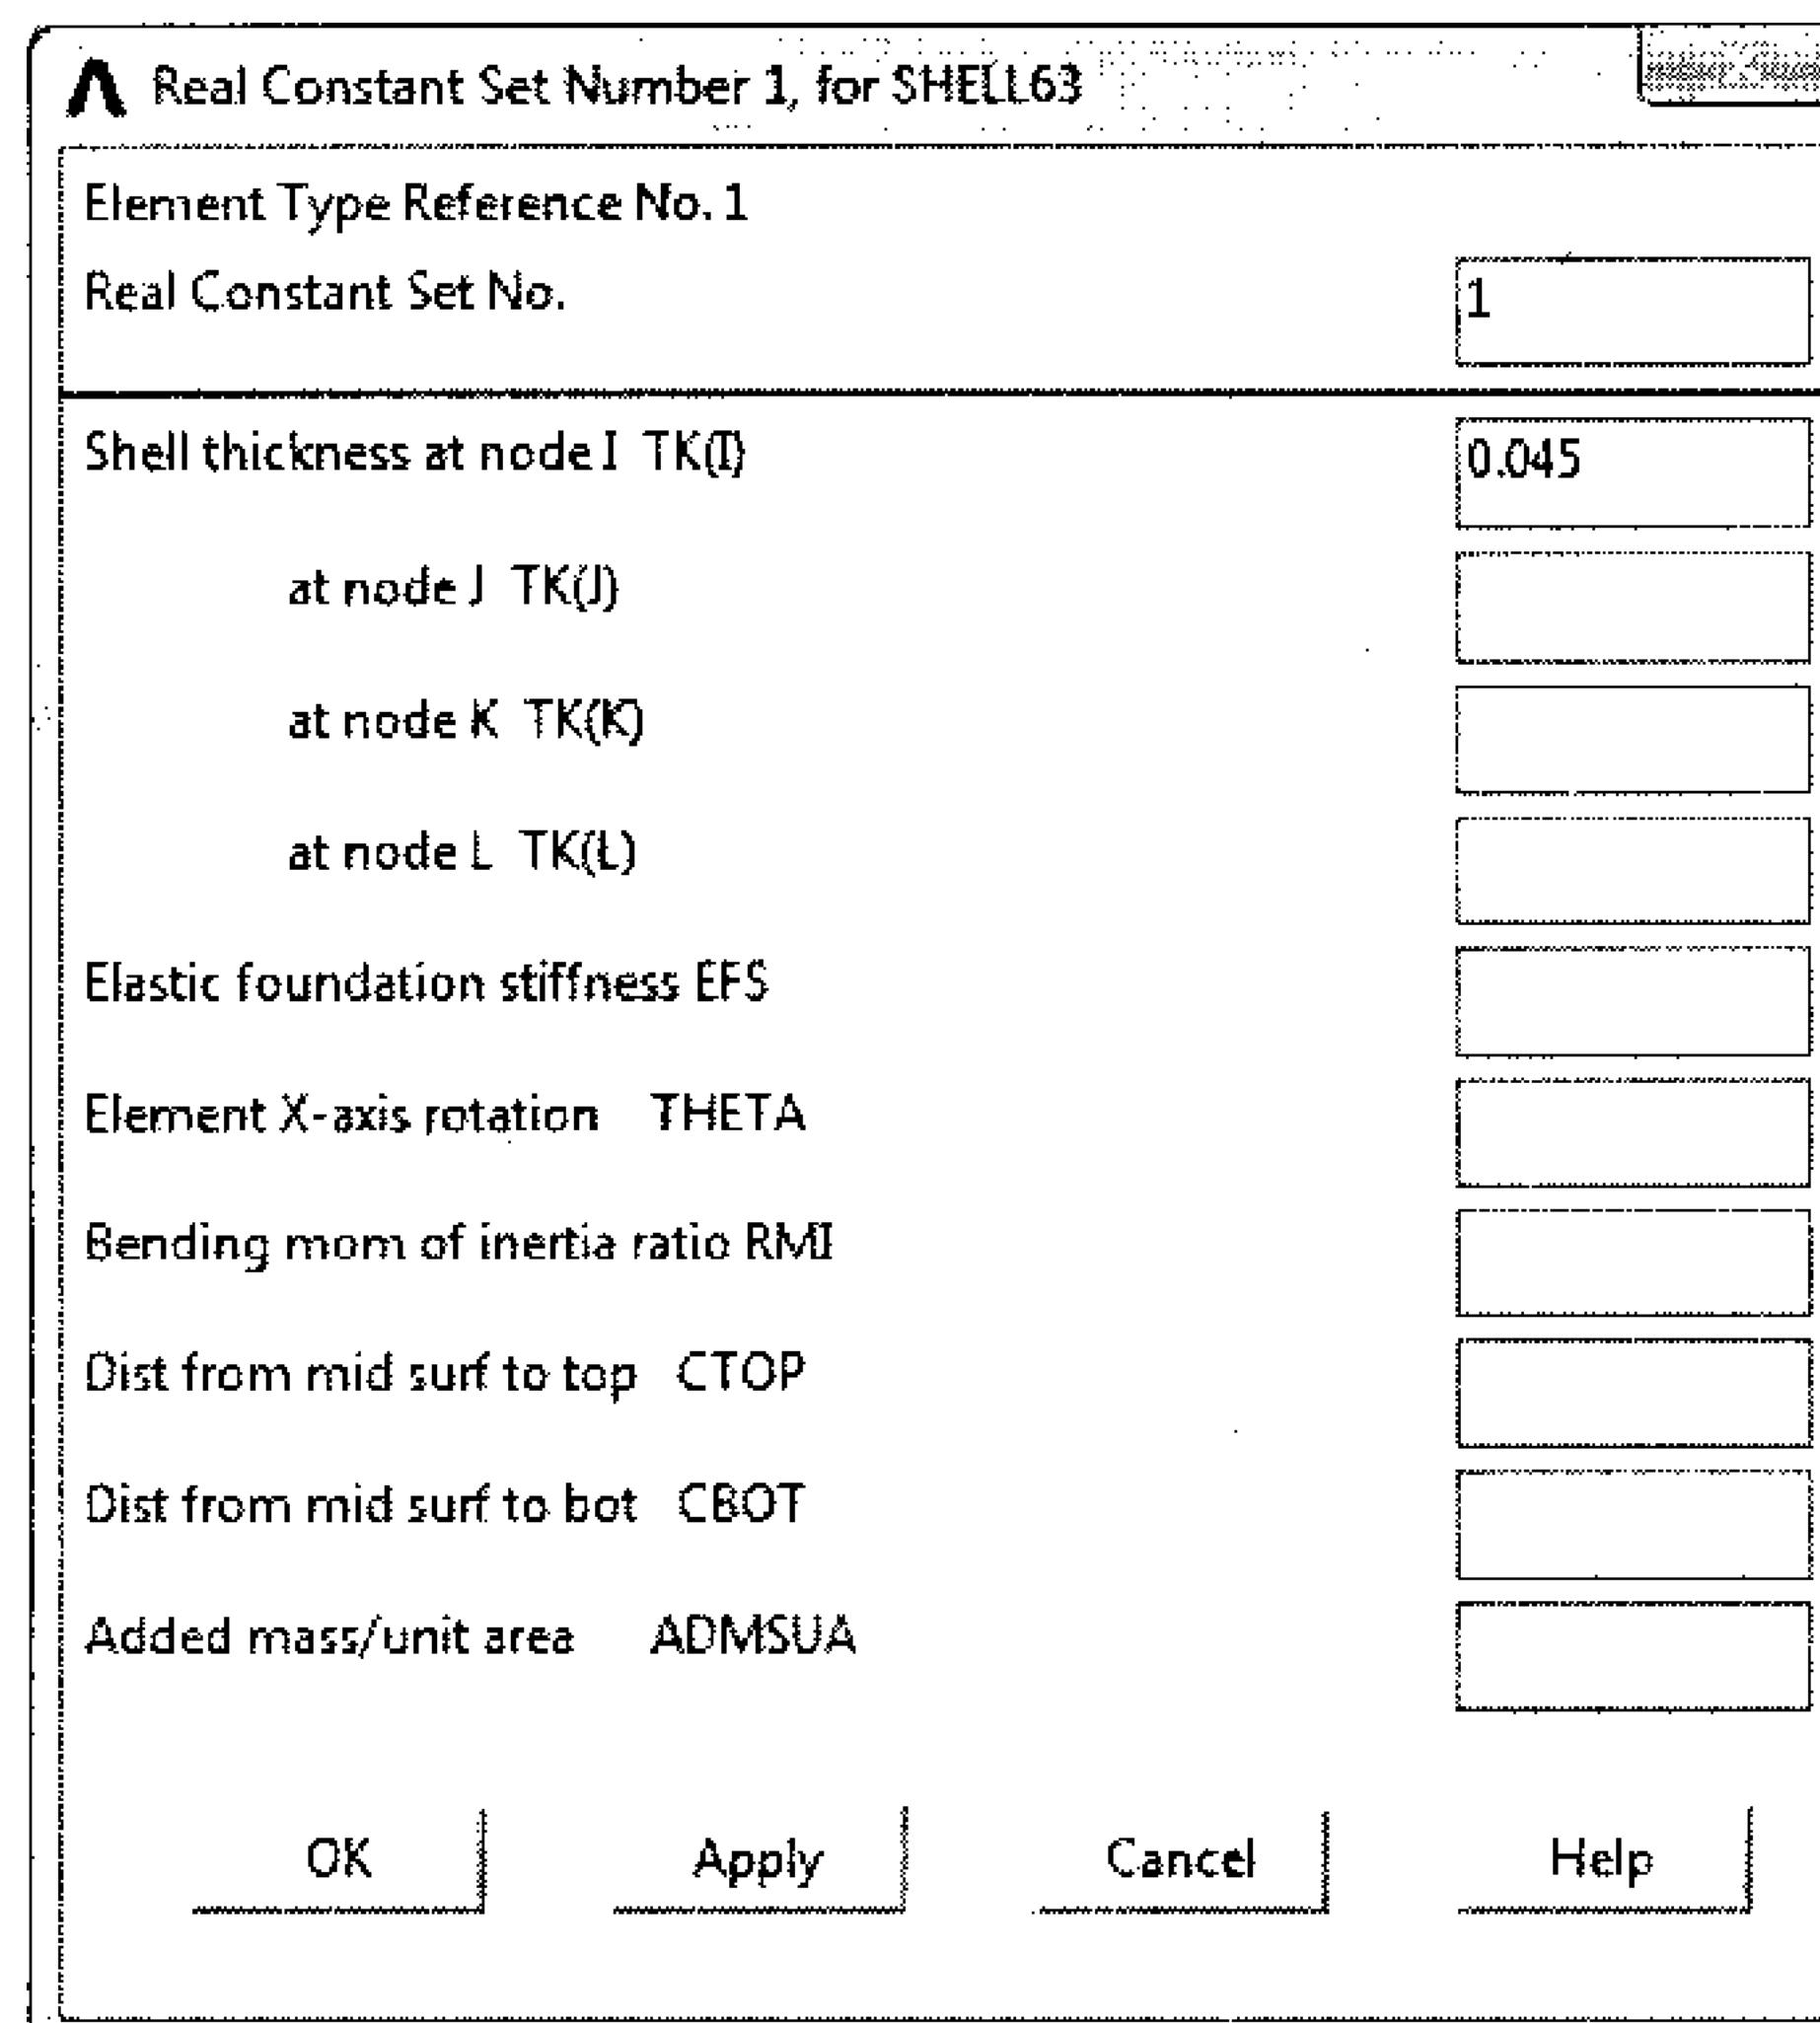 Real Constant Set Number 1, for SHELL63
Element Type Reference No. 1
Real Constant Set No. 1
Shell thickness at node I TK(I) 0.045
at node J TK(J)
at node K TK(K)
at node L TK(L)
Elastic foundation stiffness EFS
Element X-axis rotation THETA
Bending mom of inertia ratio RMI
Dist from mid surf to top CTOP
Dist from mid surf to bot CBOT
Added mass/unit area ADMSUA
OK Apply Cancel Help